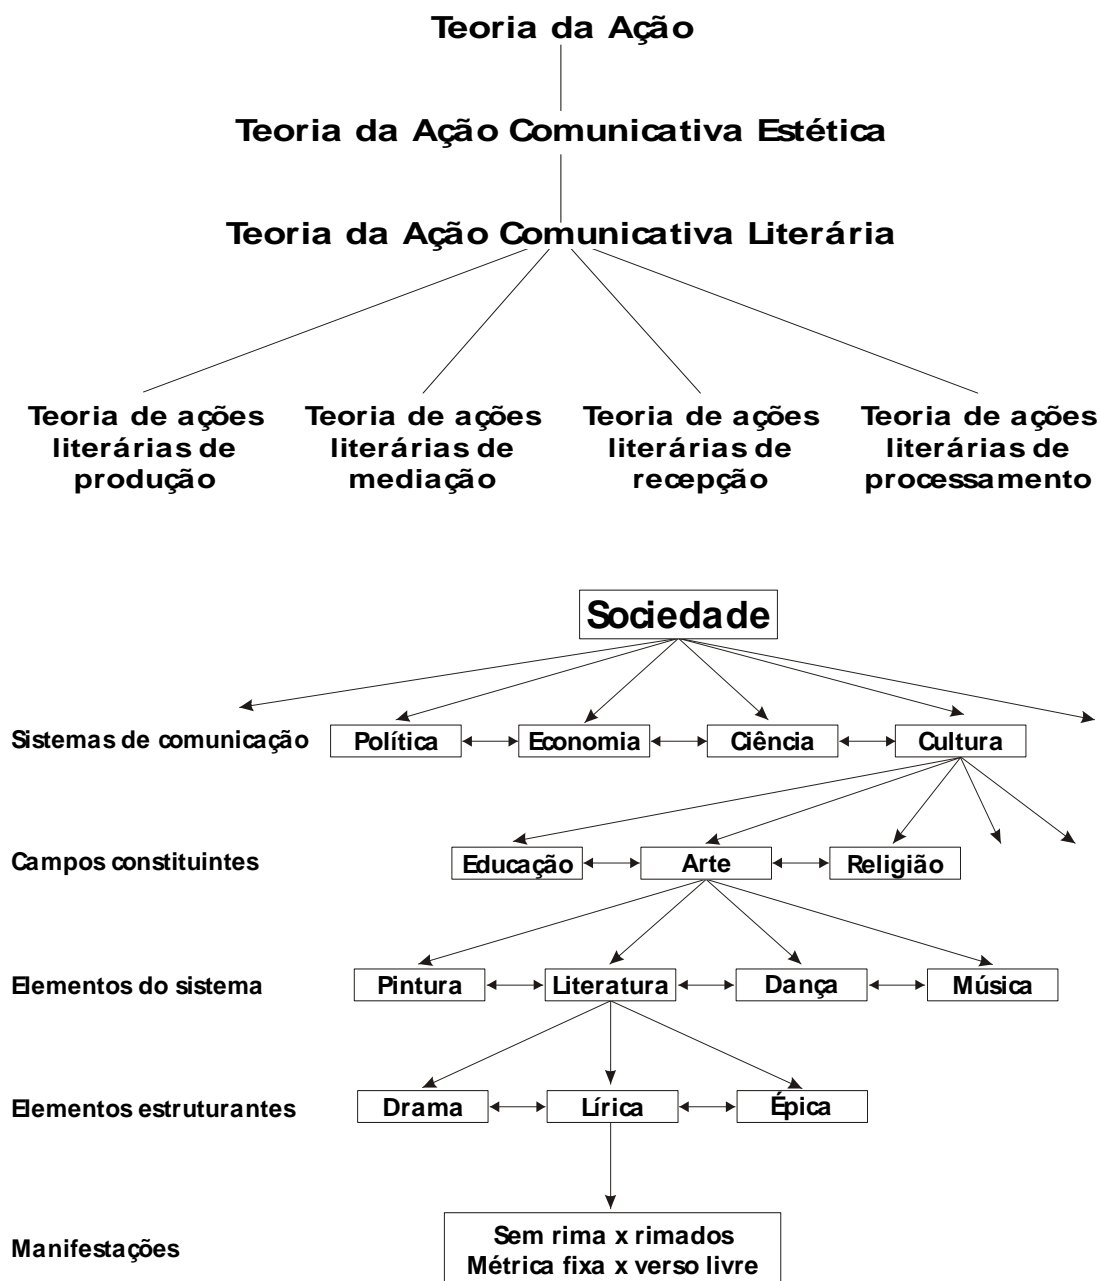 Teoria da Ação
Teoria da Ação Comunicativa Estética
Teoria da Ação Comunicativa Literária
Teoria de ações literárias de produção
Teoria de ações literárias de mediação
Teoria de ações literárias de recepção
Teoria de ações literárias de processamento
Sociedade
Sistemas de comunicação
Política
Economia
Ciência
Cultura
Campos constituintes
Educação
Arte
Religião
Elementos do sistema
Pintura
Literatura
Dança
Música
Elementos estruturantes
Drama
Lírica
Épica
Manifestações
Sem rima x rimados
Métrica fixa x verso livre